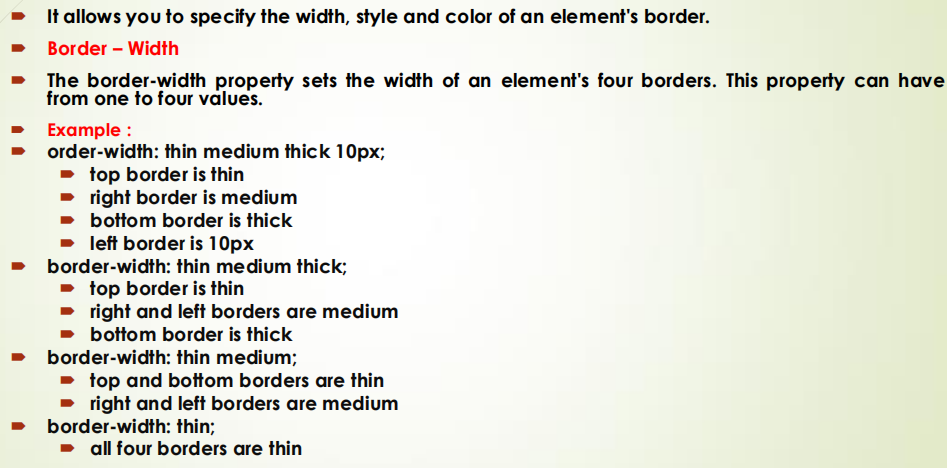 It allows you to specify the width, style and color of an element's border.
Border – Width
The border-width property sets the width of an element's four borders. This property can have
from one to four values.
Example :
order-width: thin medium thick 10px;
top border is thin
right border is medium
bottom border is thick
left border is 10px
border-width: thin medium thick;
top border is thin
right and left borders are medium
bottom border is thick
border-width: thin medium;
top and bottom borders are thin
right and left borders are medium
border-width: thin;
all four borders are thin